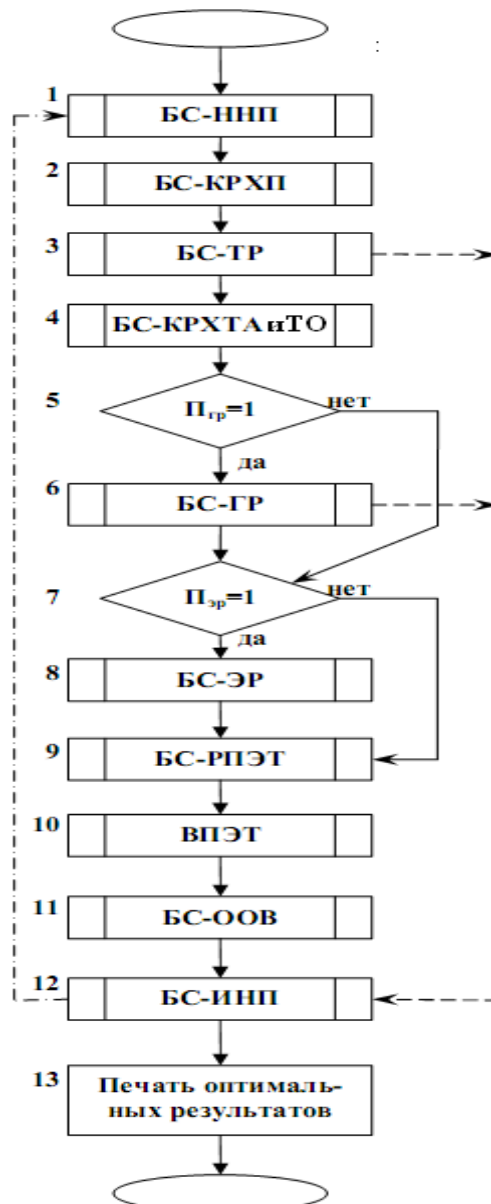 :
1
БС-ННП
2
БС-КРХП
3
БС-ТР
4
БС-КРХТАиТО
5
Пгр=1
нет
да
6
БС-ГР
7
Пэр=1
нет
да
8
БС-ЭР
9
БС-РПЭТ
10
ВПЭТ
11
БС-ООВ
12
БС-ИНП
13
Печать оптималь-
ных результатов